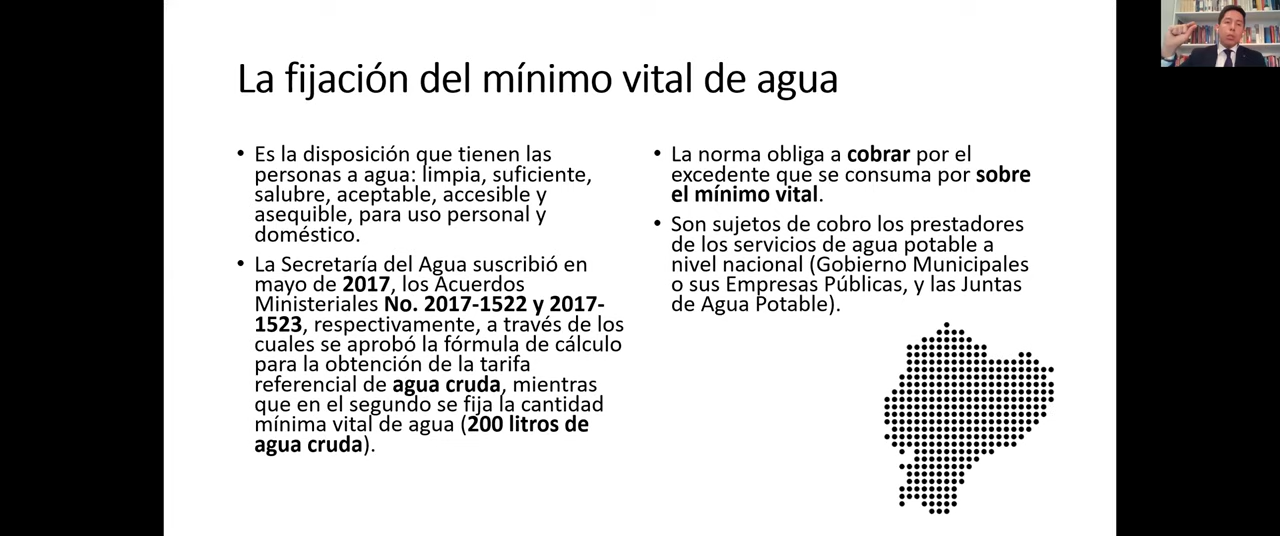 La fijación del mínimo vital de agua
• Es la disposición que tienen las
personas a agua: limpia, suficiente,
salubre, aceptable, accesible y
asequible, para uso personal y
doméstico.
• La Secretaría del Agua suscribió en
mayo de 2017, los Acuerdos
Ministeriales No. 2017-1522 y 2017-
1523, respectivamente, a través de los
cuales se aprobó la fórmula de cálculo
para la obtención de la tarifa
referencial de agua cruda, mientras
que en el segundo se fija la cantidad
mínima vital de agua (200 litros de
agua cruda).
• La norma obliga a cobrar por el
excedente que se consuma por sobre
el mínimo vital.
• Son sujetos de cobro los prestadores
de los servicios de agua potable a
nivel nacional (Gobierno Municipales
o sus Empresas Públicas, y las Juntas
de Agua Potable).